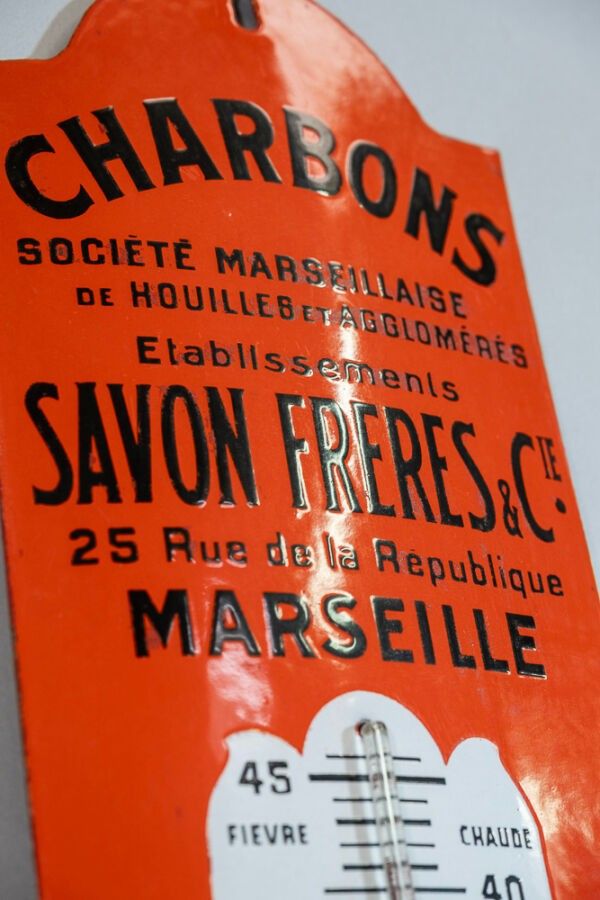 CHARBONS
SOCIÉTÉ MARSEILLAISE
DE HOUILLES ET AGGLOMÉRÉS
Etablissements
SAVON FRERES & CIE.
25 Rue de la République
MARSEILLE
45
FIEVRE CHAUDE
40